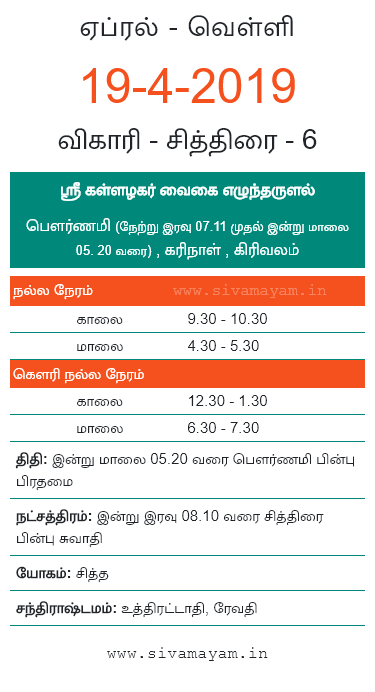 ஏப்ரல் - வெள்ளி
19-4-2019
விகாரி - சித்திரை - 6
ஸ்ரீ கள்ளழகர் வைகை எழுந்தருளல்
பௌர்ணமி (நேற்று இரவு 07.11 முதல் இன்று மாலை
05. 20 வரை) , கரிநாள் , கிரிவலம்
நல்ல நேரம் www.sivamayam.in
காலை 9.30 - 10.30
மாலை 4.30 - 5.30
கௌரி நல்ல நேரம்
காலை 12.30 - 1.30
மாலை 6.30 - 7.30
திதி: இன்று மாலை 05.20 வரை பௌர்ணமி பின்பு
பிரதமை
நட்சத்திரம்: இன்று இரவு 08.10 வரை சித்திரை
பின்பு சுவாதி
யோகம்: சித்த
சந்திராஷ்டமம்: உத்திரட்டாதி, ரேவதி
www.sivamayam.in